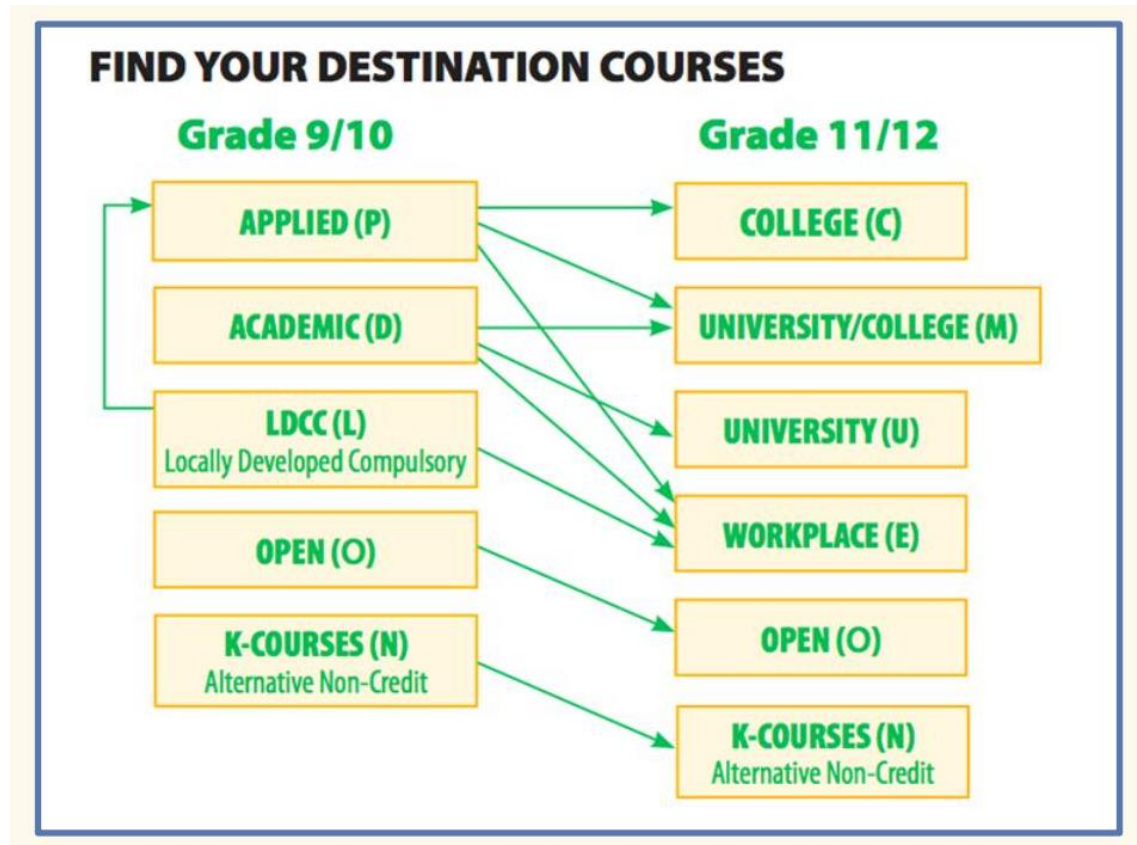 FIND YOUR DESTINATION COURSES
Grade 9/10
APPLIED (P)
ACADEMIC (D)
LDCC (L)
Locally Developed Compulsory
OPEN (O)
K-COURSES (N)
Alternative Non-Credit
Grade 11/12
COLLEGE (C)
UNIVERSITY/COLLEGE (M)
UNIVERSITY (U)
WORKPLACE (E)
OPEN (O)
K-COURSES (N)
Alternative Non-Credit